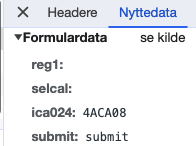 Headere Nyttedata
Formulardata se kilde
reg1:
selcal:
ica024: 4ACA08
submit: submit